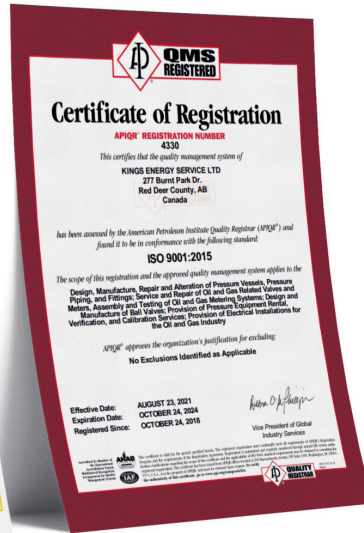 QMS
REGISTERED
Certificate of Registration
APIQR® REGISTRATION NUMBER
4330
This certifies that the quality management system of
KINGS ENERGY SERVICE LTD
277 Burnt Park Dr.
Red Deer County, AB
Canada
has been assessed by the American Petroleum Institute Quality Registrar (APIQR®) and
found it to be in conformance with the following standard:
ISO 9001:2015
The scope of this registration and the approved quality management system applies to the
Design, Manufacture, Repair and Alteration of Pressure Vessels, Pressure
Piping, and Fittings; Service and Repair of Oil and Gas Related Valves and
Meters, Assembly and Testing of Oil and Gas Metering Systems; Design and
Manufacture of Ball Valves; Provision of Pressure Equipment Rental,
Verification, and Calibration Services; Provision of Electrical Installations for
the Oil and Gas Industry
APIQR® approves the organization's justification for excluding:
No Exclusions Identified as Applicable
Effective Date: AUGUST 23, 2021
Expiration Date: OCTOBER 24, 2024
Registered Since: OCTOBER 24, 2018
Vice President of Global
Industry Services
ANAB
IAF
QUALITY
REGISTRAR